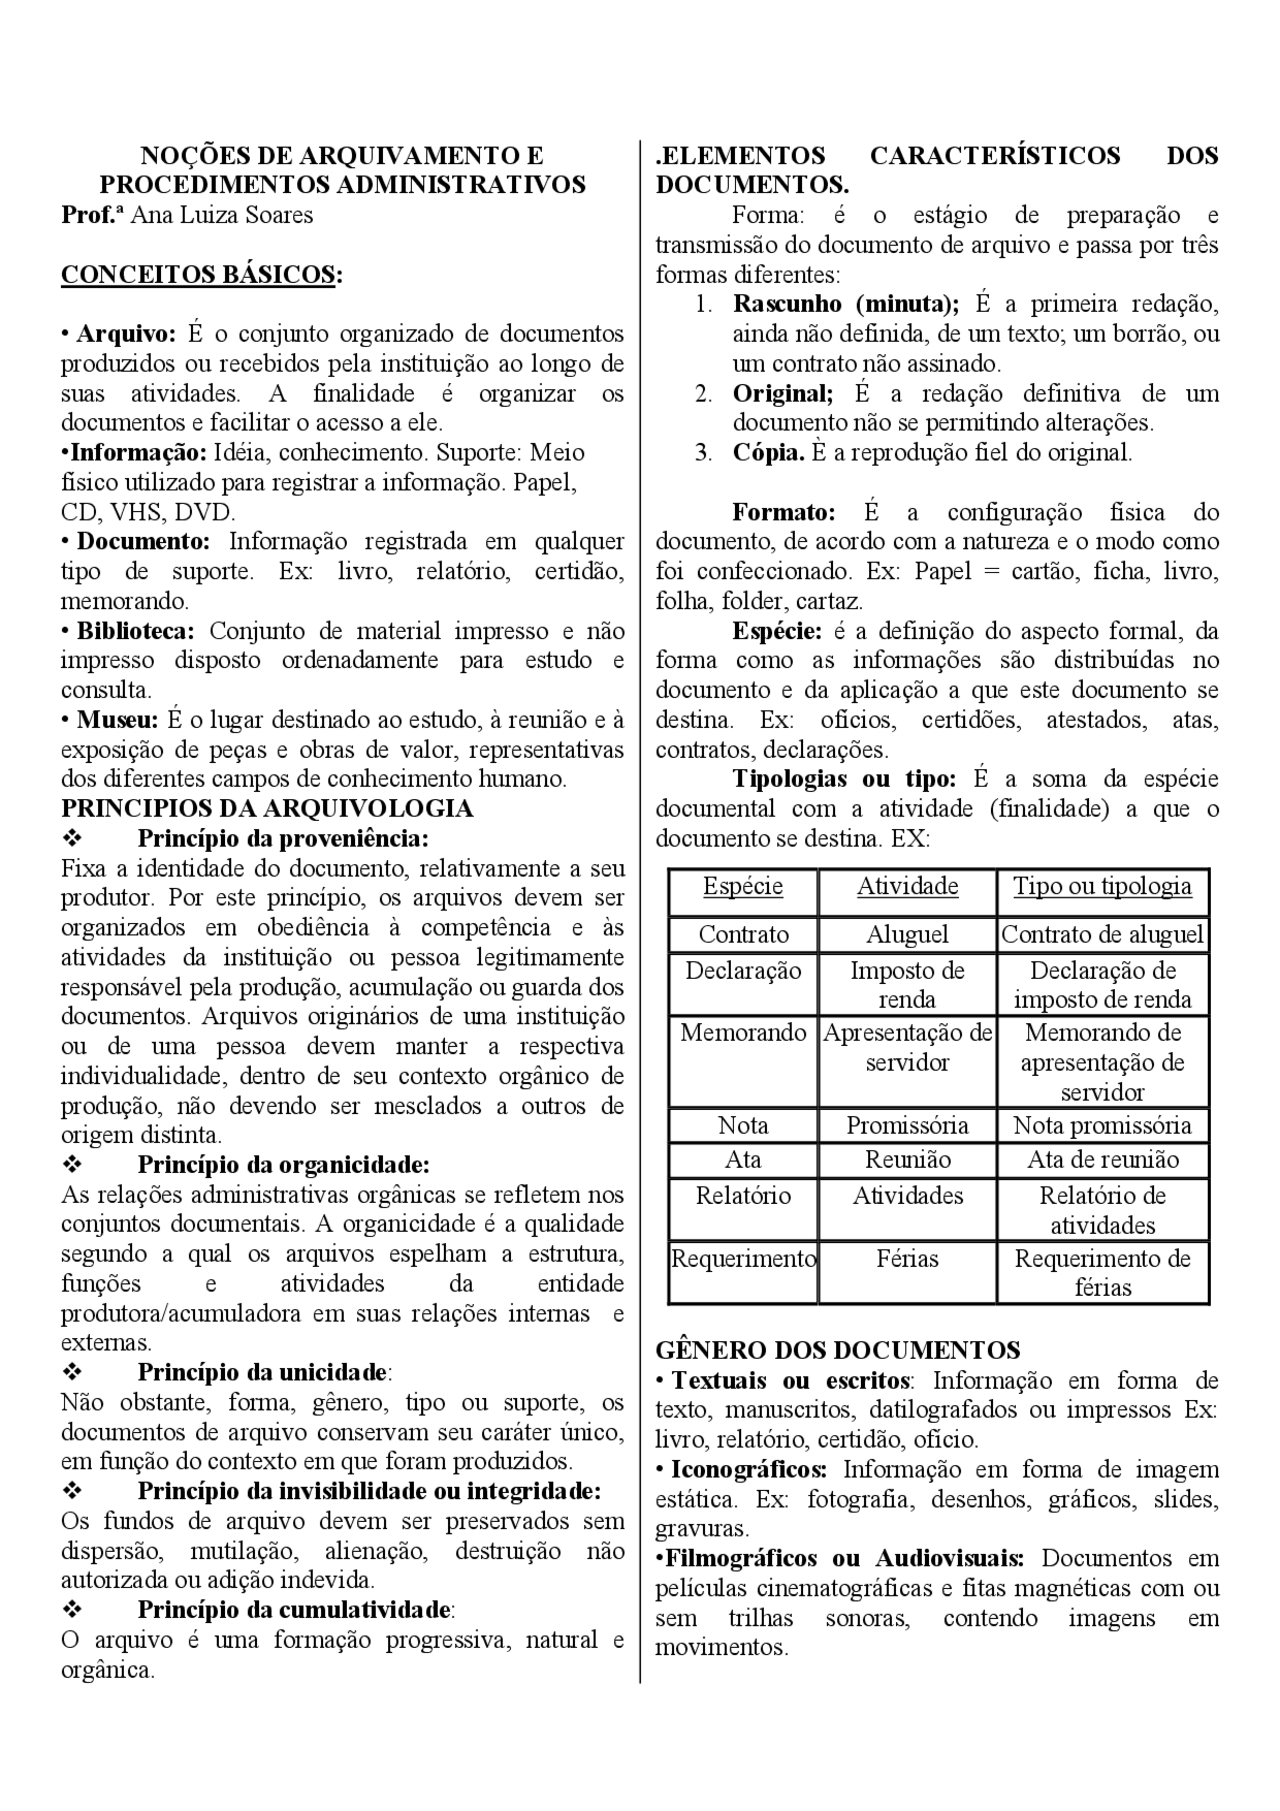 NOÇÕES DE ARQUIVAMENTO E
PROCEDIMENTOS ADMINISTRATIVOS
Prof.ª Ana Luiza Soares
CONCEITOS BÁSICOS:
• Arquivo: É o conjunto organizado de documentos
produzidos ou recebidos pela instituição ao longo de
suas atividades. A finalidade é organizar os
documentos e facilitar o acesso a ele.
•Informação: Idéia, conhecimento. Suporte: Meio
físico utilizado para registrar a informação. Papel,
CD, VHS, DVD.
• Documento: Informação registrada em qualquer
tipo de suporte. Ex: livro, relatório, certidão,
memorando.
• Biblioteca: Conjunto de material impresso e não
impresso disposto ordenadamente para estudo e
consulta.
• Museu: É o lugar destinado ao estudo, à reunião e à
exposição de peças e obras de valor, representativas
dos diferentes campos de conhecimento humano.
PRINCIPIOS DA ARQUIVOLOGIA
❖ Princípio da proveniência:
Fixa a identidade do documento, relativamente a seu
produtor. Por este princípio, os arquivos devem ser
organizados em obediência à competência e às
atividades da instituição ou pessoa legitimamente
responsável pela produção, acumulação ou guarda dos
documentos. Arquivos originários de uma instituição
ou de uma pessoa devem manter a respectiva
individualidade, dentro de seu contexto orgânico de
produção, não devendo ser mesclados a outros de
origem distinta.
❖ Princípio da organicidade:
As relações administrativas orgânicas se refletem nos
conjuntos documentais. A organicidade é a qualidade
segundo a qual os arquivos espelham a estrutura,
funções e atividades da entidade
produtora/acumuladora em suas relações internas e
externas.
❖ Princípio da unicidade:
Não obstante, forma, gênero, tipo ou suporte, os
documentos de arquivo conservam seu caráter único,
em função do contexto em que foram produzidos.
❖ Princípio da invisibilidade ou integridade:
Os fundos de arquivo devem ser preservados sem
dispersão, mutilação, alienação, destruição não
autorizada ou adição indevida.
❖ Princípio da cumulatividade:
O arquivo é uma formação progressiva, natural e
orgânica.
.ELEMENTOS CARACTERÍSTICOS DOS
DOCUMENTOS.
Forma: é o estágio de preparação e
transmissão do documento de arquivo e passa por três
formas diferentes:
1. Rascunho (minuta); É a primeira redação,
ainda não definida, de um texto; um borrão, ou
um contrato não assinado.
2. Original; É a redação definitiva de um
documento não se permitindo alterações.
3. Cópia. È a reprodução fiel do original.
Formato: É a configuração física do
documento, de acordo com a natureza e o modo como
foi confeccionado. Ex: Papel = cartão, ficha, livro,
folha, folder, cartaz.
Espécie: é a definição do aspecto formal, da
forma como as informações são distribuídas no
documento e da aplicação a que este documento se
destina. Ex: ofícios, certidões, atestados, atas,
contratos, declarações.
Tipologias ou tipo: É a soma da espécie
documental com a atividade (finalidade) a que o
documento se destina. EX:
Espécie Atividade Tipo ou tipologia
Contrato Aluguel Contrato de aluguel
Declaração Imposto de Declaração de
renda imposto de renda
Memorando Apresentação de Memorando de
servidor apresentação de
servidor
Nota Promissória Nota promissória
Ata Reunião Ata de reunião
Relatório Atividades Relatório de
atividades
Requerimento Férias Requerimento de
férias
GÊNERO DOS DOCUMENTOS
• Textuais ou escritos: Informação em forma de
texto, manuscritos, datilografados ou impressos Ex:
livro, relatório, certidão, ofício.
• Iconográficos: Informação em forma de imagem
estática. Ex: fotografia, desenhos, gráficos, slides,
gravuras.
•Filmográficos ou Audiovisuais: Documentos em
películas cinematográficas e fitas magnéticas com ou
sem trilhas sonoras, contendo imagens em
movimentos.